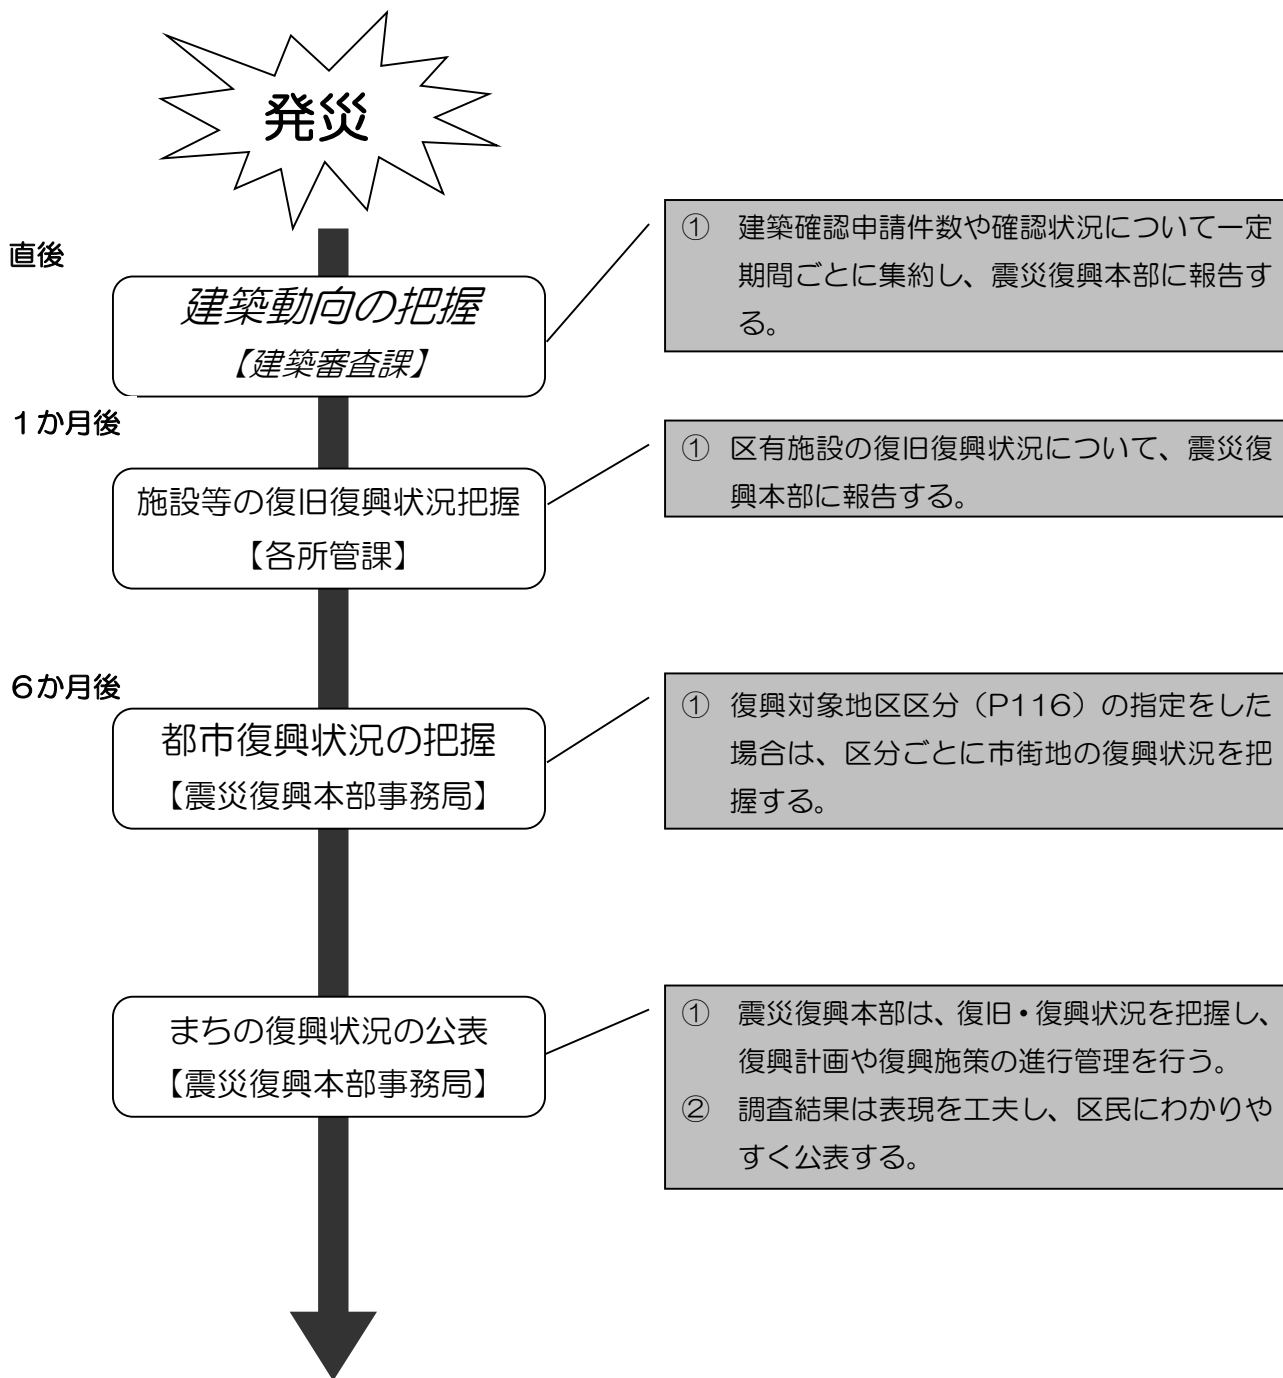 発災
直後
建築動向の把握
【建築審査課】
① 建築確認申請件数や確認状況について一定
期間ごとに集約し、震災復興本部に報告す
る。
1か月後
施設等の復旧復興状況把握
【各所管課】
① 区有施設の復旧復興状況について、震災復
興本部に報告する。
6か月後
都市復興状況の把握
【震災復興本部事務局】
① 復興対象地区区分（P116）の指定をした
場合は、区分ごとに市街地の復興状況を把
握する。
まちの復興状況の公表
【震災復興本部事務局】
① 震災復興本部は、復旧・復興状況を把握し、
復興計画や復興施策の進行管理を行う。
② 調査結果は表現を工夫し、区民にわかりや
すく公表する。